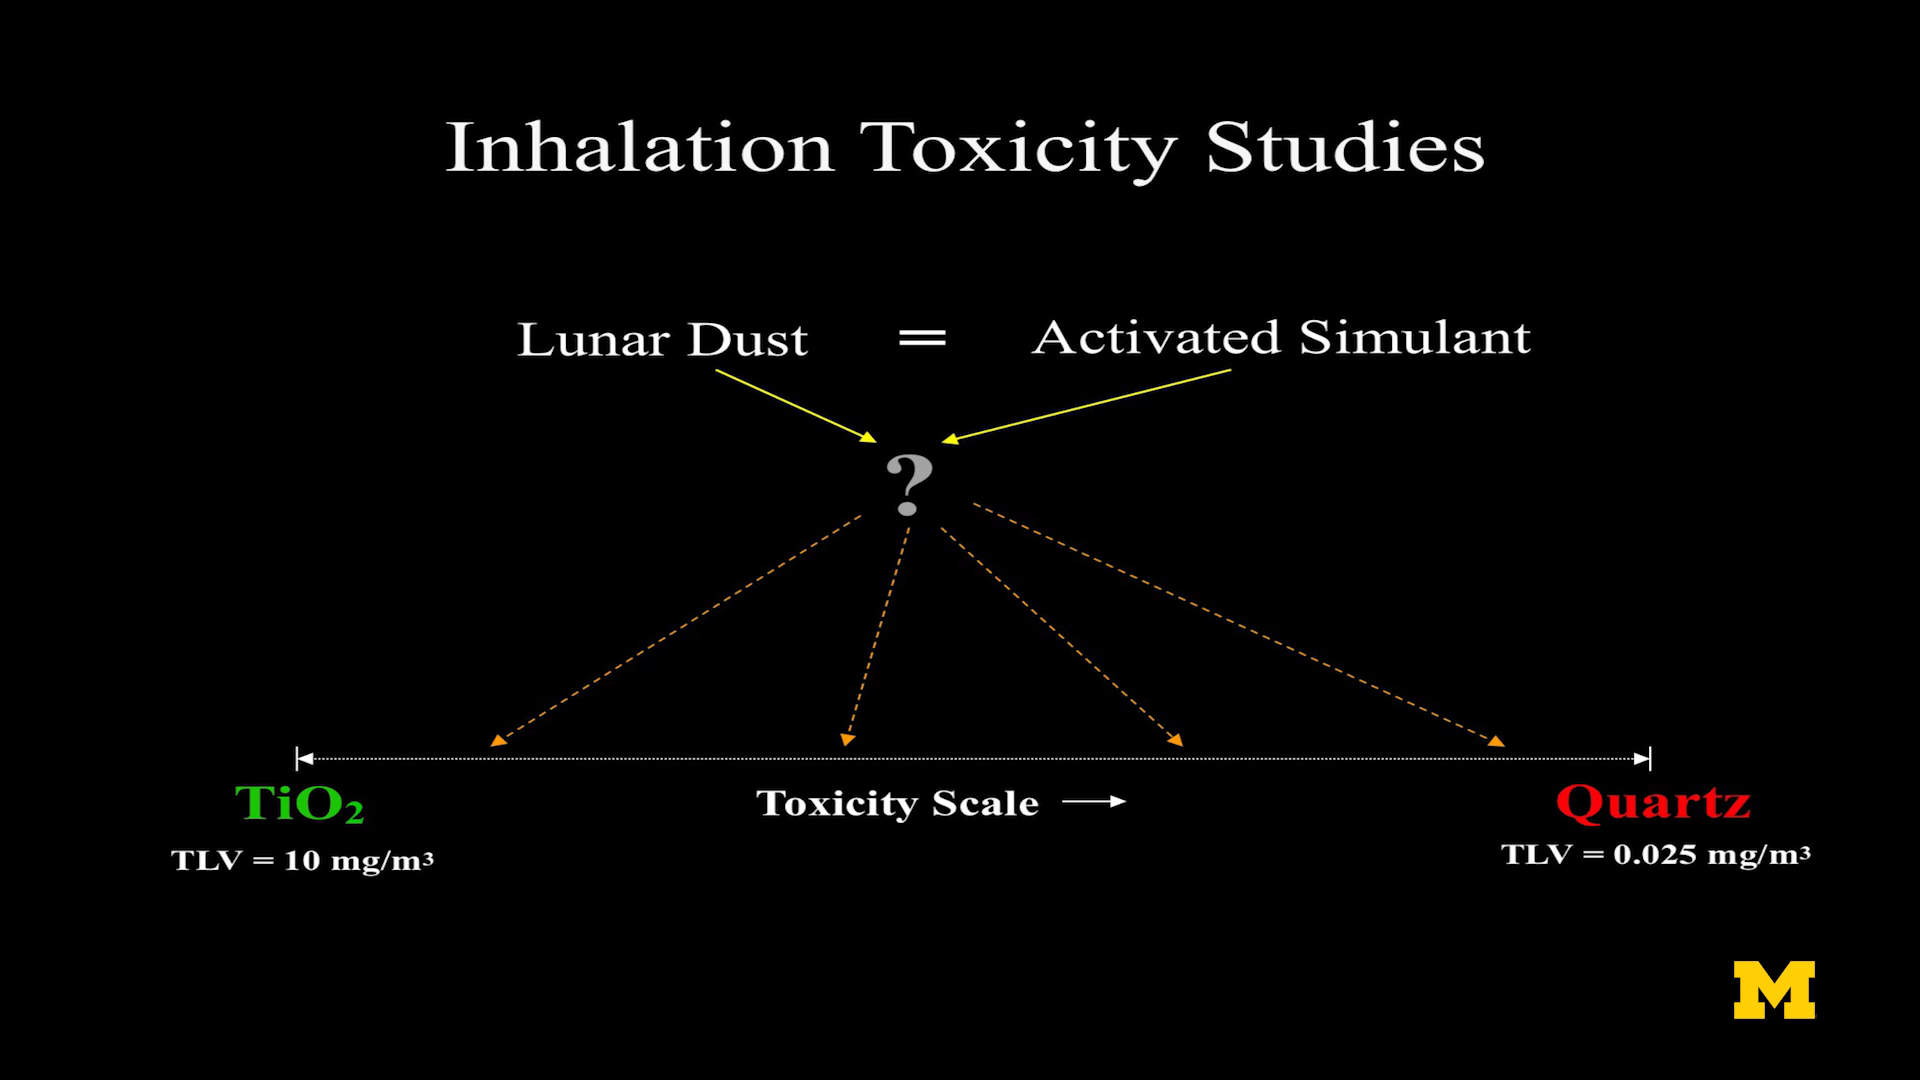 Inhalation Toxicity Studies
Lunar Dust = Activated Simulant
?
TiO₂ Toxicity Scale → Quartz
TLV = 10 mg/m³ TLV = 0.025 mg/m³
M